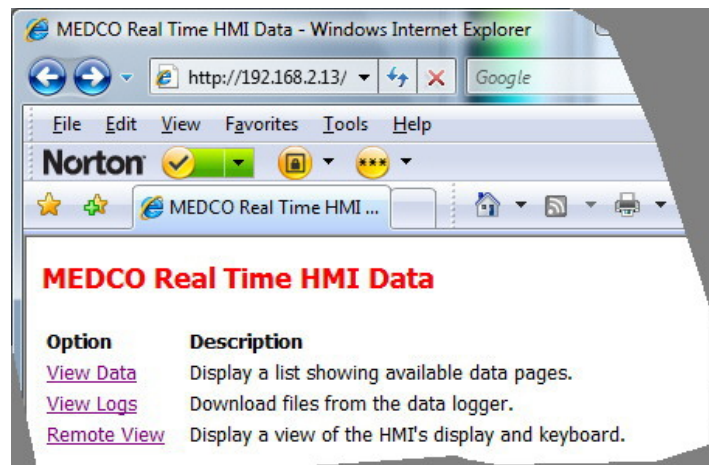 MEDCO Real Time HMI Data - Windows Internet Explorer
http://192.168.2.13/ Google
File Edit View Favorites Tools Help
Norton
MEDCO Real Time HMI ...
MEDCO Real Time HMI Data
Option Description
View Data Display a list showing available data pages.
View Logs Download files from the data logger.
Remote View Display a view of the HMI's display and keyboard.